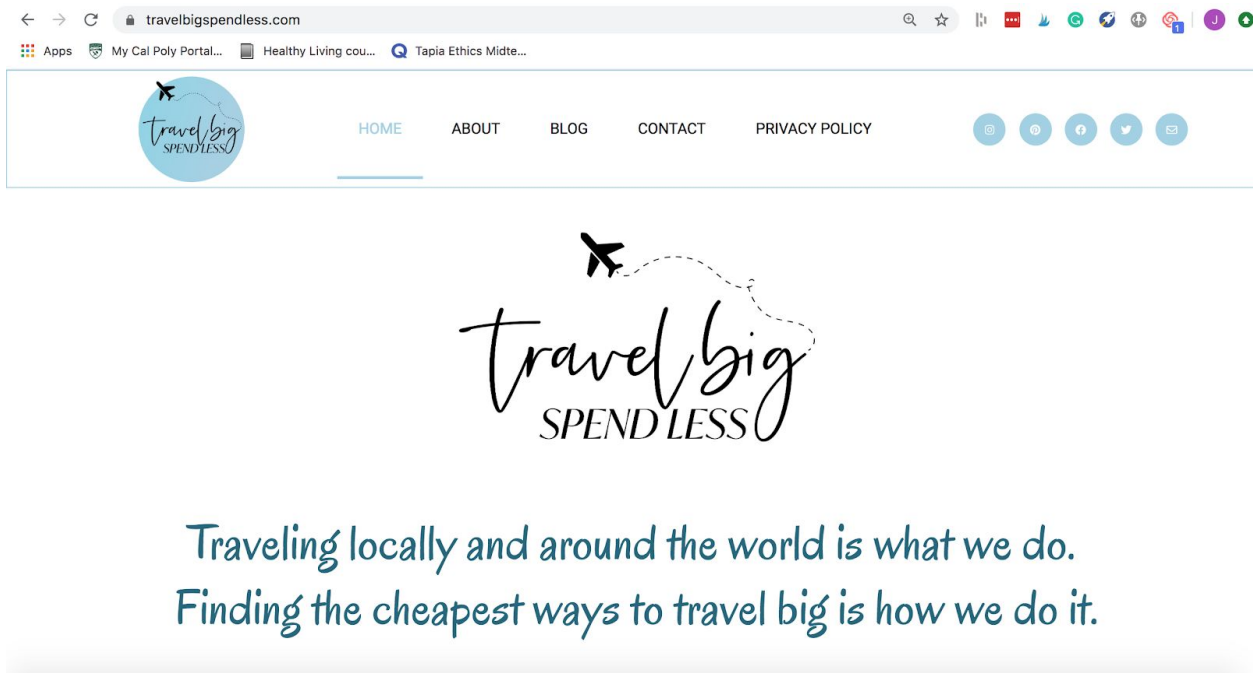 travelbigspendless.com
1
J
Apps My Cal Poly Portal... Healthy Living cou... Tapia Ethics Midte...
travel big
SPEND LESS
HOME ABOUT BLOG CONTACT PRIVACY POLICY
travel big
SPEND LESS
Traveling locally and around the world is what we do.
Finding the cheapest ways to travel big is how we do it.